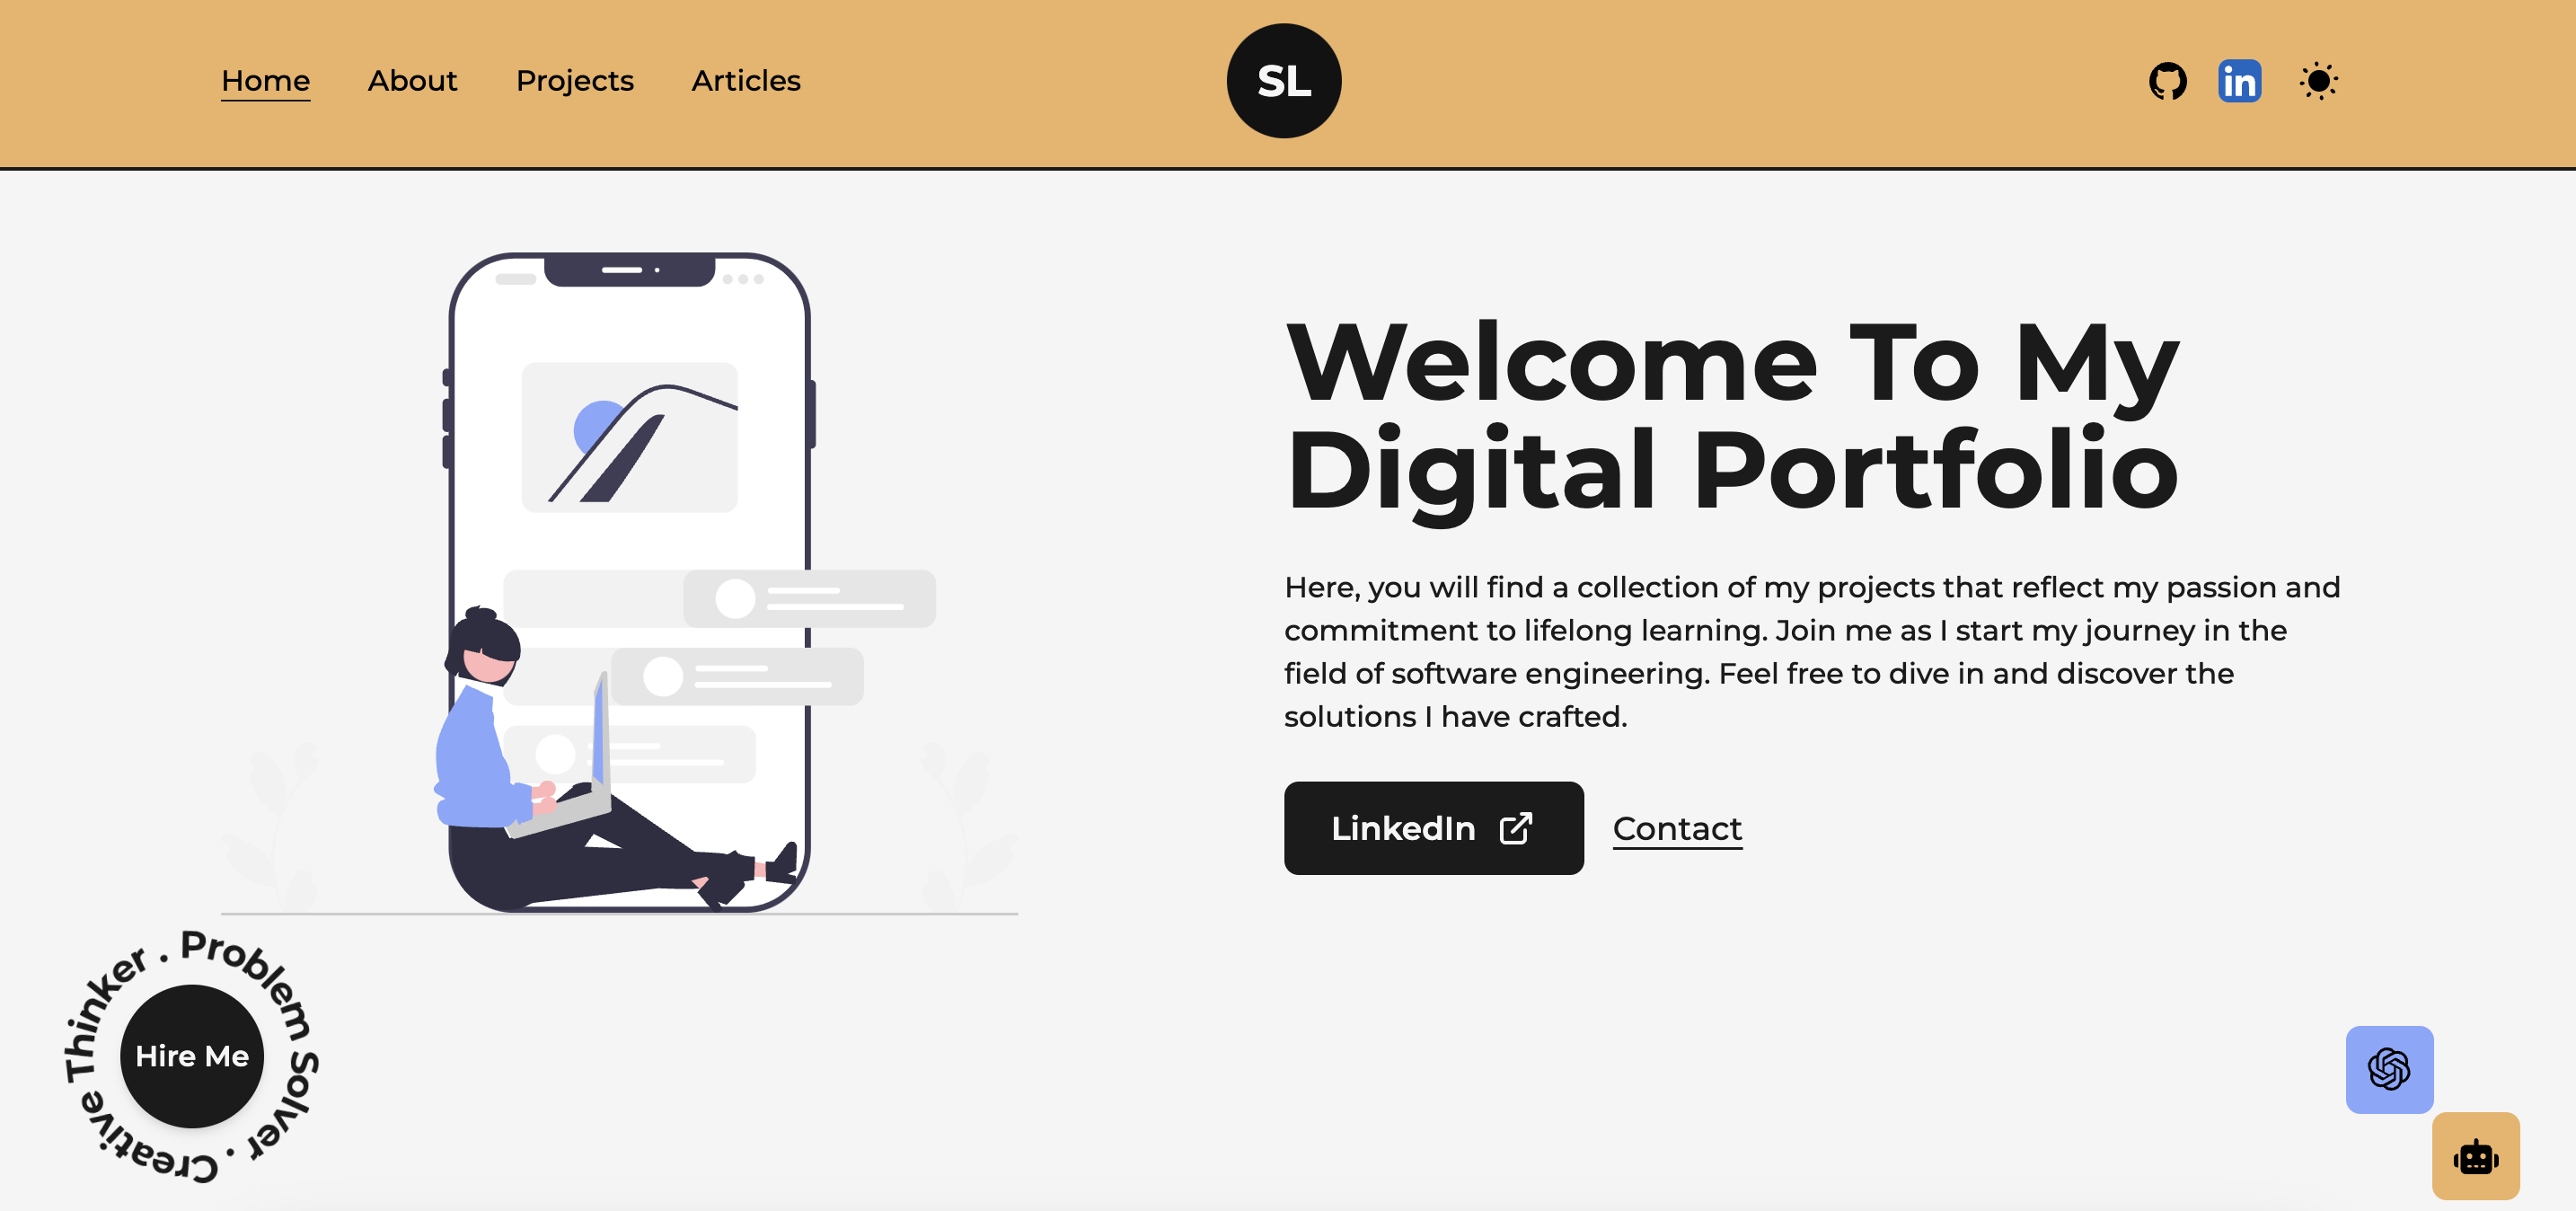 Home About Projects Articles
SL
in
Welcome To My
Digital Portfolio
Here, you will find a collection of my projects that reflect my passion and
commitment to lifelong learning. Join me as I start my journey in the
field of software engineering. Feel free to dive in and discover the
solutions I have crafted.
LinkedIn Contact
Problem Solver . Creative Thinker .
Hire Me